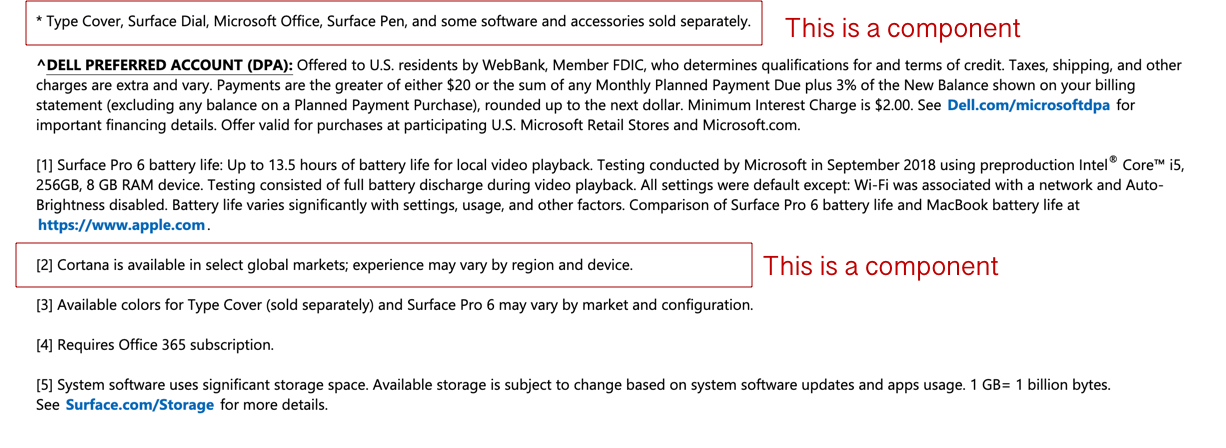 * Type Cover, Surface Dial, Microsoft Office, Surface Pen, and some software and accessories sold separately.
This is a component
^DELL PREFERRED ACCOUNT (DPA): Offered to U.S. residents by WebBank, Member FDIC, who determines qualifications for and terms of credit. Taxes, shipping, and other
charges are extra and vary. Payments are the greater of either $20 or the sum of any Monthly Planned Payment Due plus 3% of the New Balance shown on your billing
statement (excluding any balance on a Planned Payment Purchase), rounded up to the next dollar. Minimum Interest Charge is $2.00. See Dell.com/microsoftdpa for
important financing details. Offer valid for purchases at participating U.S. Microsoft Retail Stores and Microsoft.com.
[1] Surface Pro 6 battery life: Up to 13.5 hours of battery life for local video playback. Testing conducted by Microsoft in September 2018 using preproduction Intel® Core™ i5,
256GB, 8 GB RAM device. Testing consisted of full battery discharge during video playback. All settings were default except: Wi-Fi was associated with a network and Auto-
Brightness disabled. Battery life varies significantly with settings, usage, and other factors. Comparison of Surface Pro 6 battery life and MacBook battery life at
https://www.apple.com.
[2] Cortana is available in select global markets; experience may vary by region and device.
This is a component
[3] Available colors for Type Cover (sold separately) and Surface Pro 6 may vary by market and configuration.
[4] Requires Office 365 subscription.
[5] System software uses significant storage space. Available storage is subject to change based on system software updates and apps usage. 1 GB= 1 billion bytes.
See Surface.com/Storage for more details.